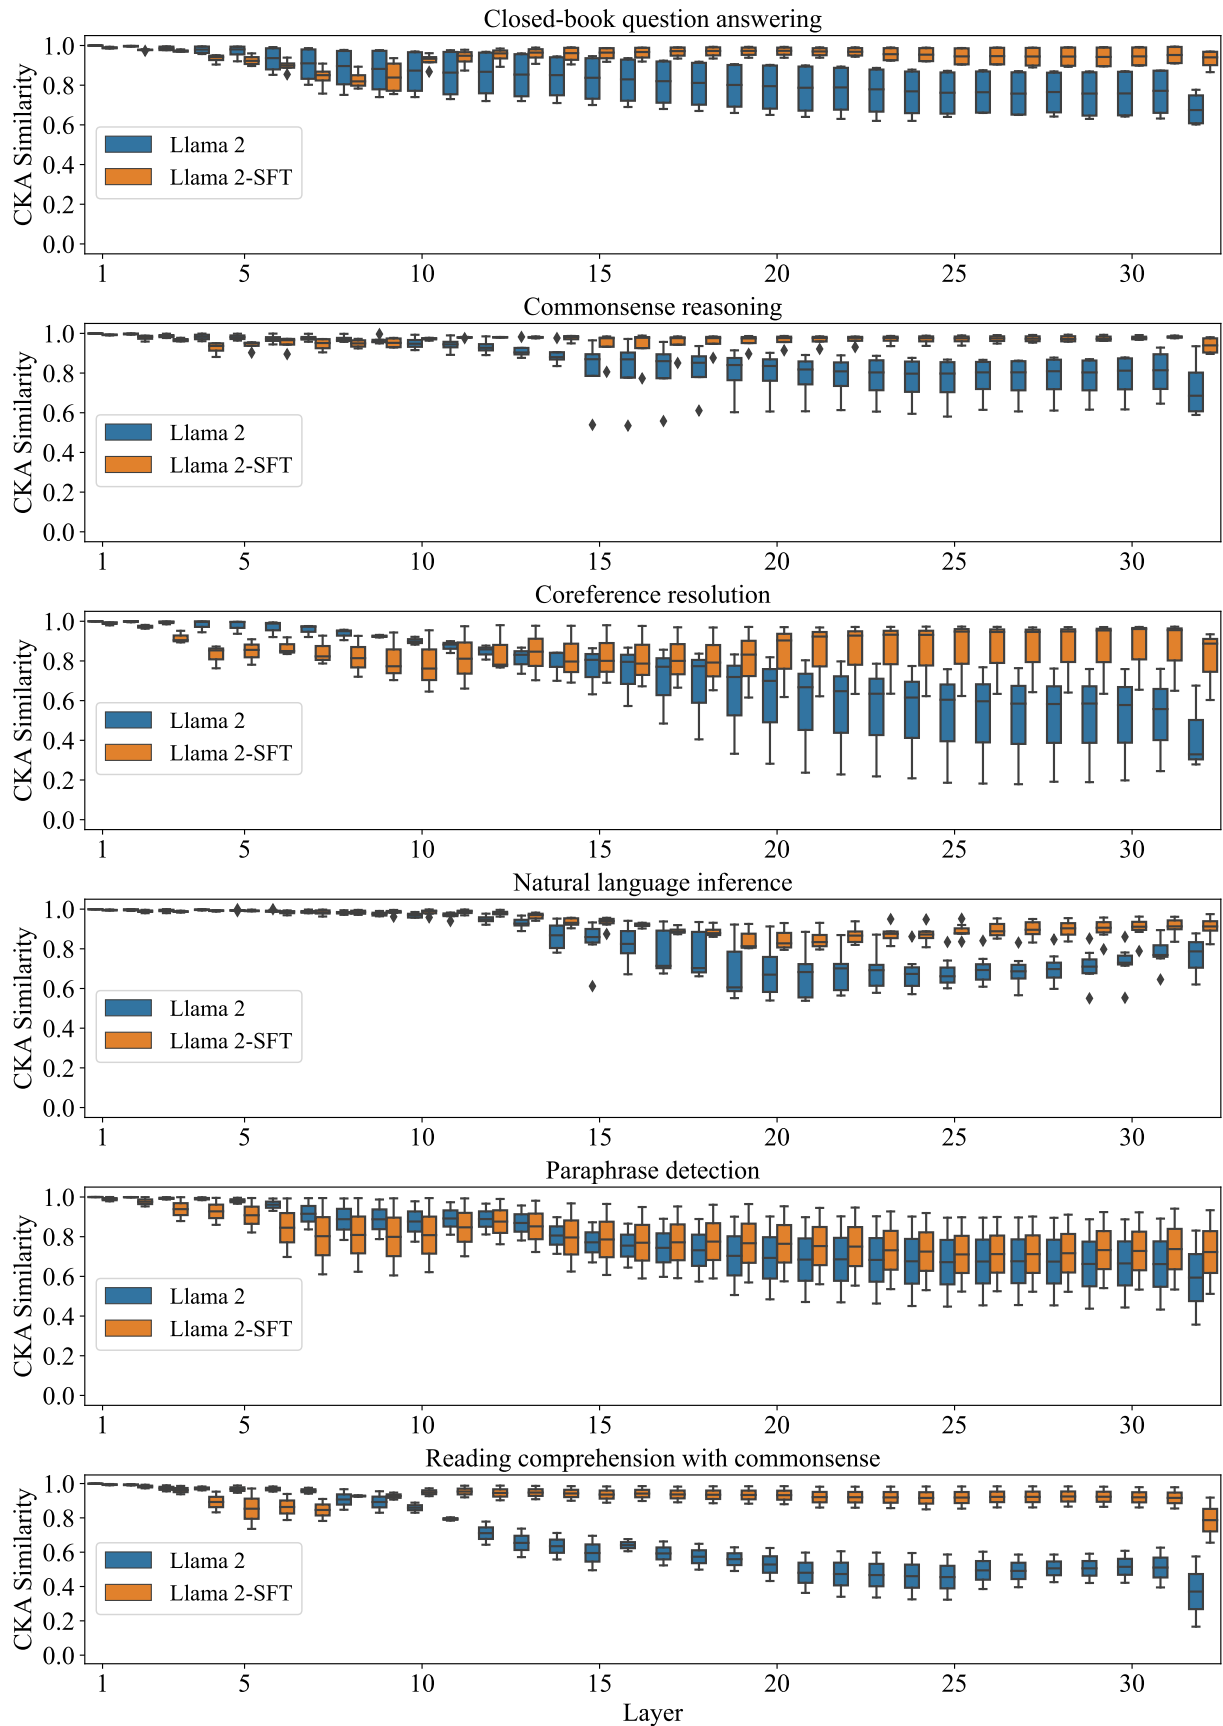 Closed-book question answering
CKA Similarity
1.0
0.8
0.6
0.4
0.2
0.0
Llama 2
Llama 2-SFT
1 5 10 15 20 25 30
Commonsense reasoning
CKA Similarity
1.0
0.8
0.6
0.4
0.2
0.0
Llama 2
Llama 2-SFT
1 5 10 15 20 25 30
Coreference resolution
CKA Similarity
1.0
0.8
0.6
0.4
0.2
0.0
Llama 2
Llama 2-SFT
1 5 10 15 20 25 30
Natural language inference
CKA Similarity
1.0
0.8
0.6
0.4
0.2
0.0
Llama 2
Llama 2-SFT
1 5 10 15 20 25 30
Paraphrase detection
CKA Similarity
1.0
0.8
0.6
0.4
0.2
0.0
Llama 2
Llama 2-SFT
1 5 10 15 20 25 30
Reading comprehension with commonsense
CKA Similarity
1.0
0.8
0.6
0.4
0.2
0.0
Llama 2
Llama 2-SFT
1 5 10 15 20 25 30
Layer